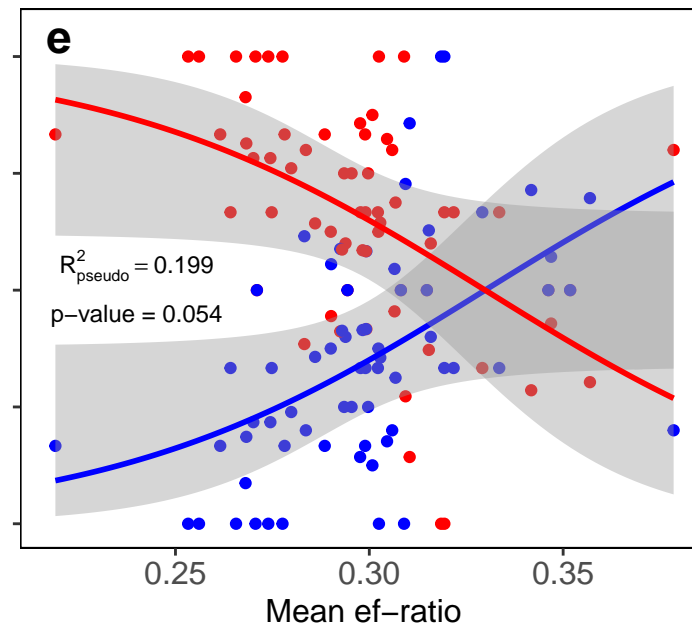 e
R²pseudo = 0.199
p−value = 0.054
0.25 0.30 0.35
Mean ef−ratio